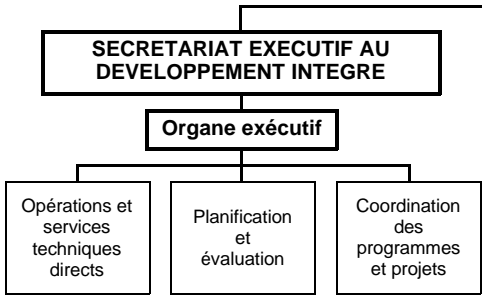 SECRETARIAT EXECUTIF AU
DEVELOPPEMENT INTEGRE
Organe exécutif
Opérations et
services
techniques
directs
Planification
et
évaluation
Coordination
des
programmes
et projets